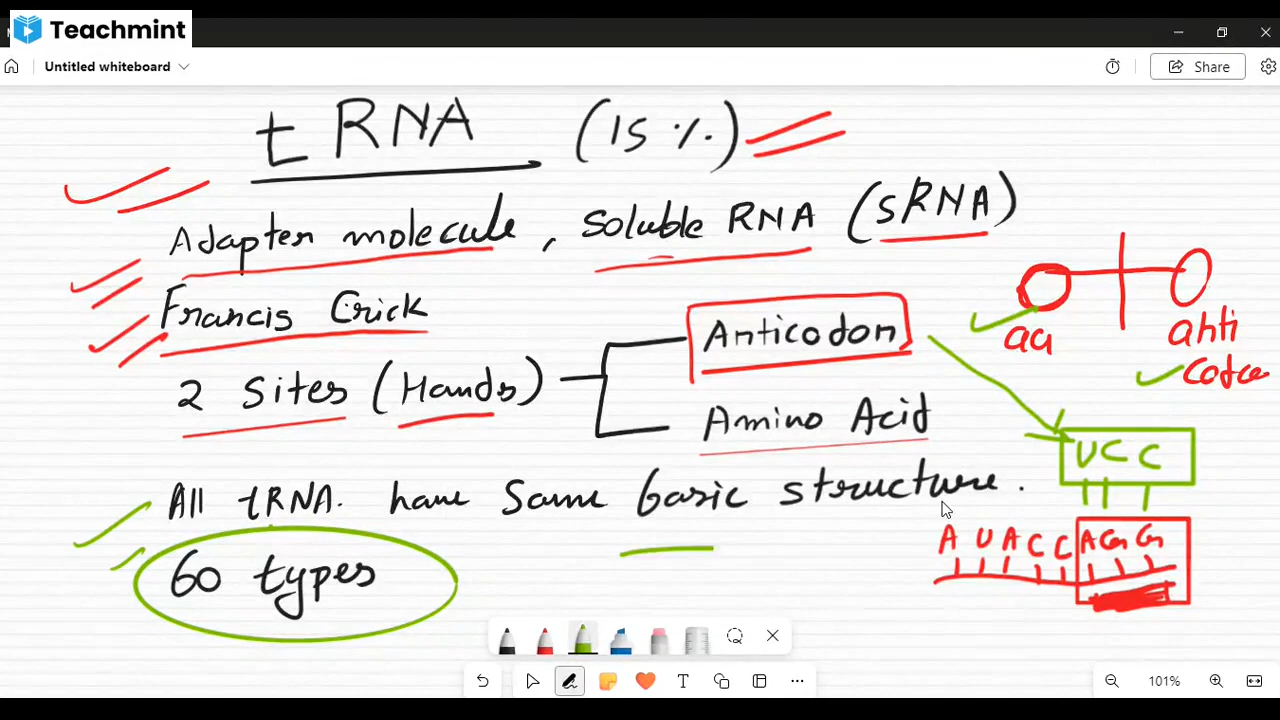 Teachmint
Untitled whiteboard
Share
tRNA (15%)
Adapter molecule, Soluble RNA (sRNA)
Francis Crick
2 Sites (Hands)
Anticodon
Amino Acid
aa
anti
UCC
All tRNA. have Same basic structure.
AUACCAGG
60 types
101%